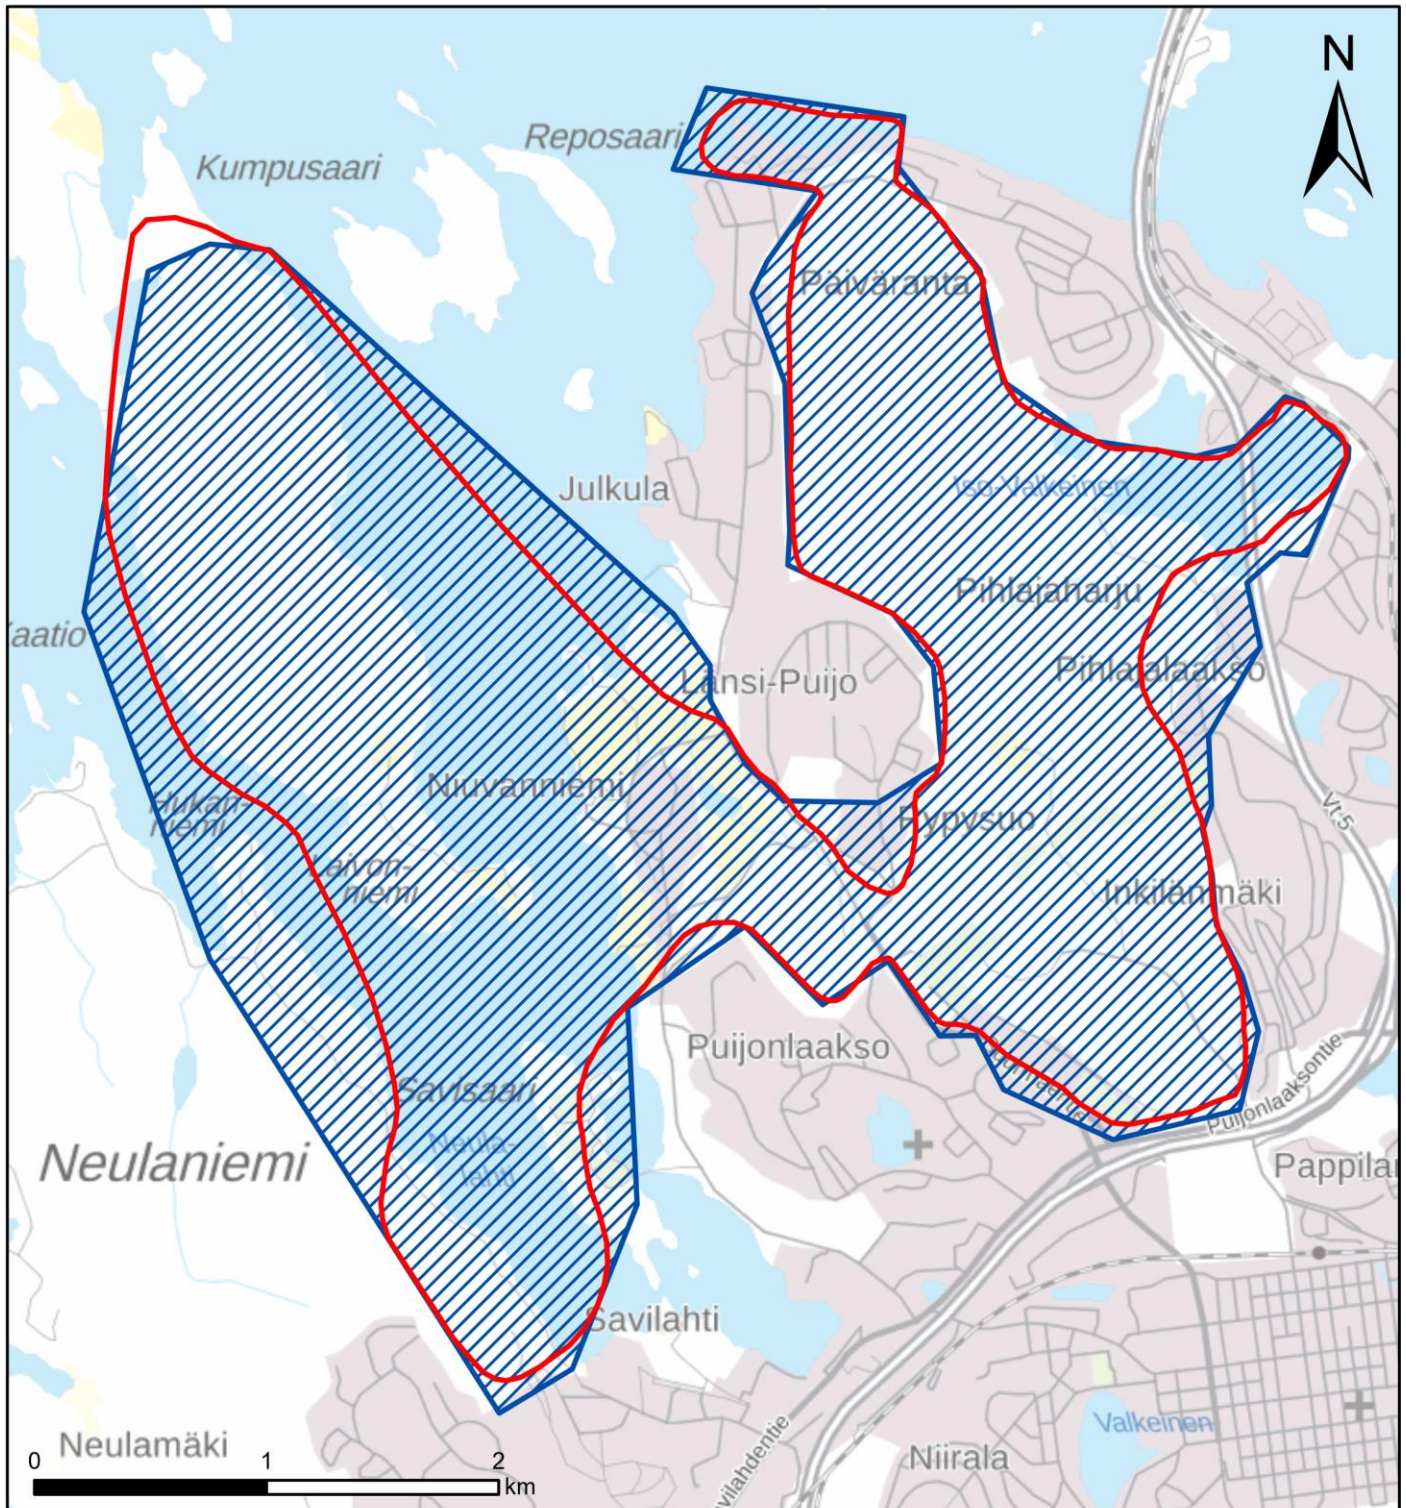 N
Reposaari
Kumpusaari
Päiväranta
Julkula
Iso-Valkeinen
Pihlajaharju
aatio
Pihlajalaakso
Länsi-Puijo
Niuvanniemi
Hukan-
niemi
Rypysuo
Vt 5
Laivon-
niemi
Inkilänmäki
Puijonlaakso
Savisaari
Puijonlaaksontie
Neula-
lahti
Neulaniemi
Pappila
Savilahti
Valkeinen
Neulamäki
Niirala
vilahdentie
0 1 2
km